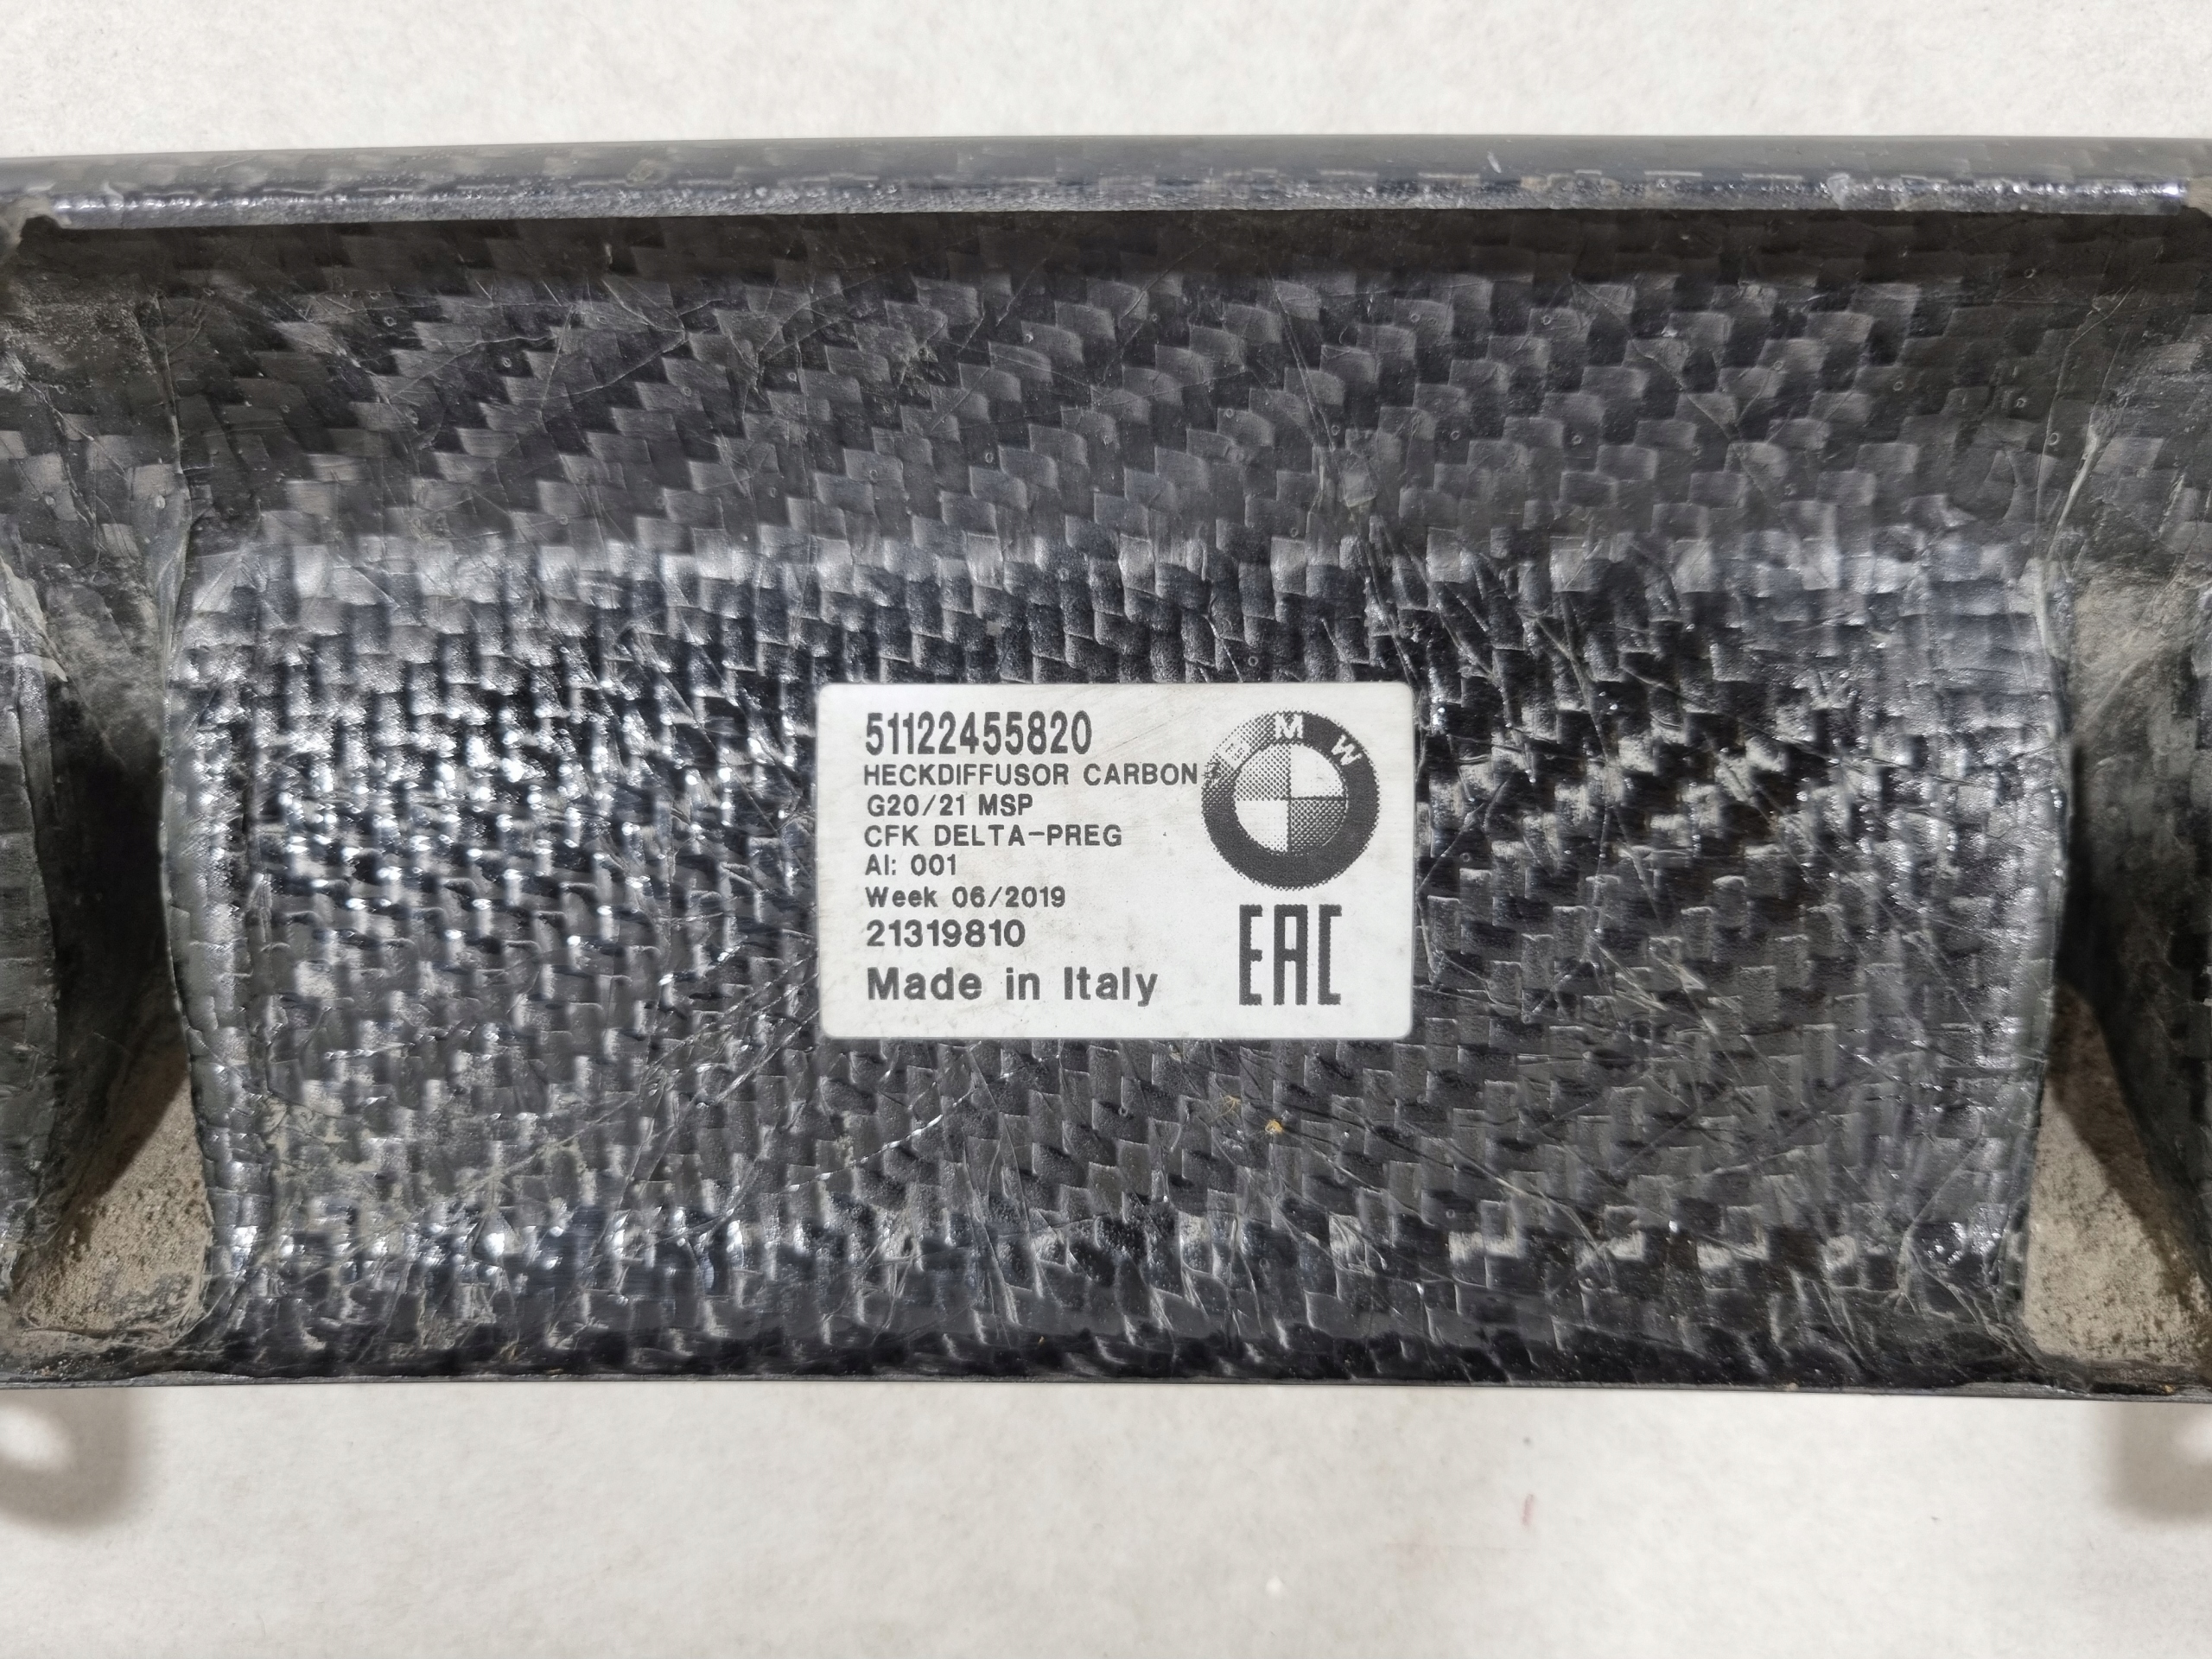 51122455820
HECKDIFFUSOR CARBON
G20/21 MSP
CFK DELTA-PREG
AI: 001
Week 06/2019
21319810
Made in Italy
BMW
EAC